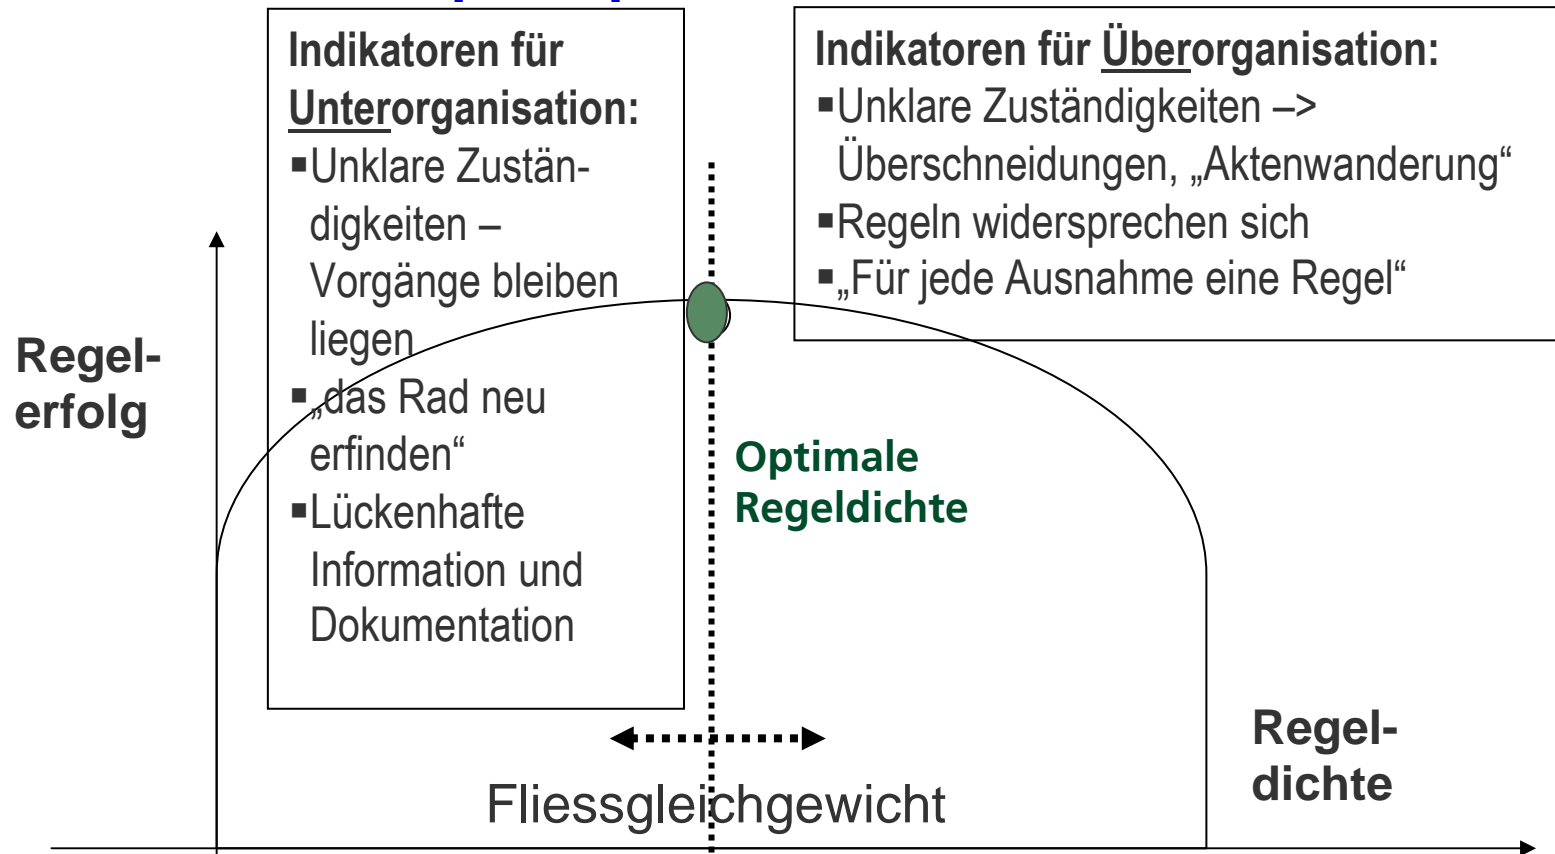 Indikatoren für
Unterorganisation:
▪Unklare Zustän-
digkeiten –
Vorgänge bleiben
liegen
▪„das Rad neu
erfinden“
▪Lückenhafte
Information und
Dokumentation
Indikatoren für Überorganisation:
▪Unklare Zuständigkeiten –>
Überschneidungen, „Aktenwanderung“
▪Regeln widersprechen sich
▪„Für jede Ausnahme eine Regel“
Regel-
erfolg
Optimale
Regeldichte
Fliessgleichgewicht
Regel-
dichte